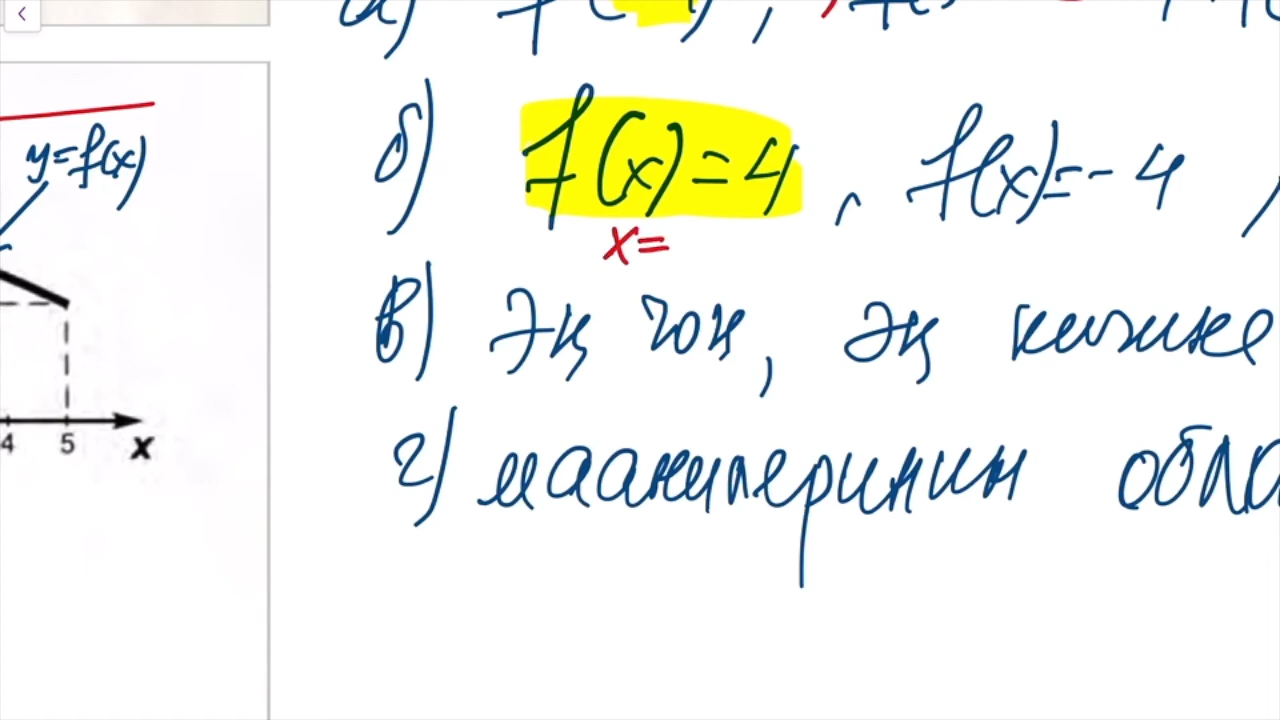 y=f(x)
4 5 x
б) f(x)=4, f(x)=-4,
x=
в) Эң чоң, эң кичине
г) маанилеринин обла